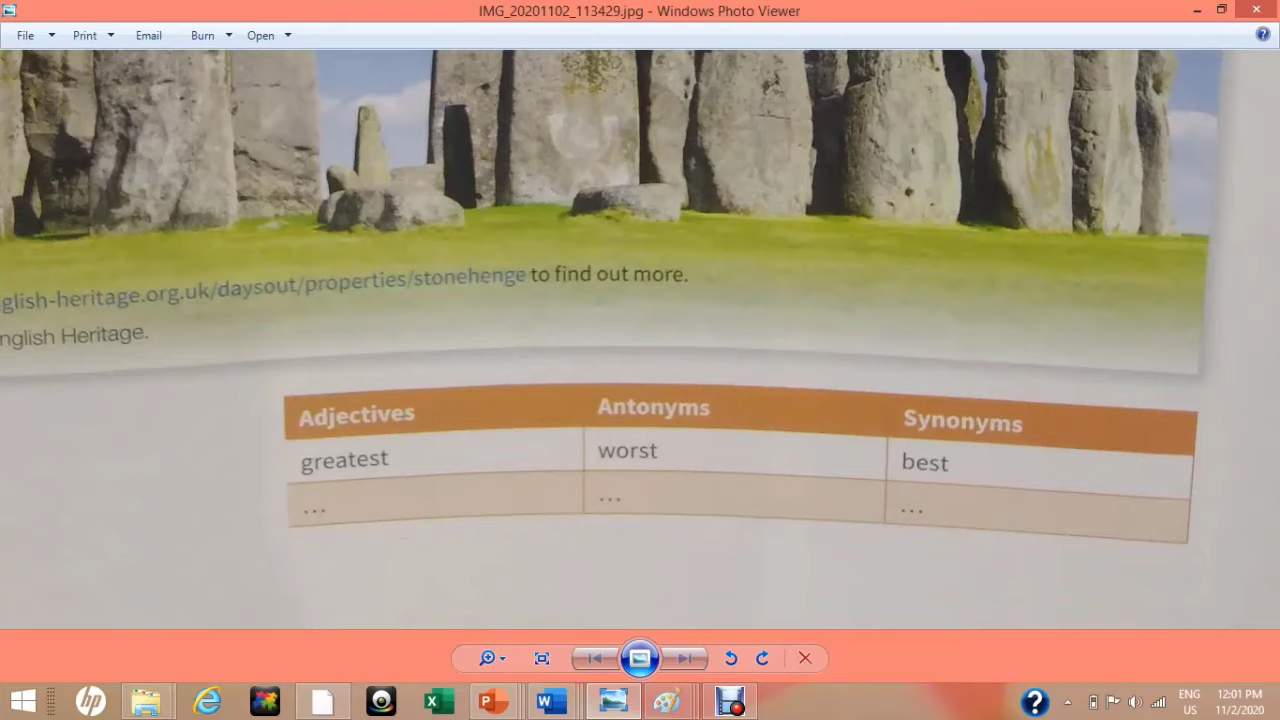 IMG_20201102_113429.jpg - Windows Photo Viewer
File Print Email Burn Open
glish-heritage.org.uk/daysout/properties/stonehenge to find out more.
nglish Heritage.
Adjectives Antonyms Synonyms
greatest worst best
... ... ...
ENG 12:01 PM
US 11/2/2020